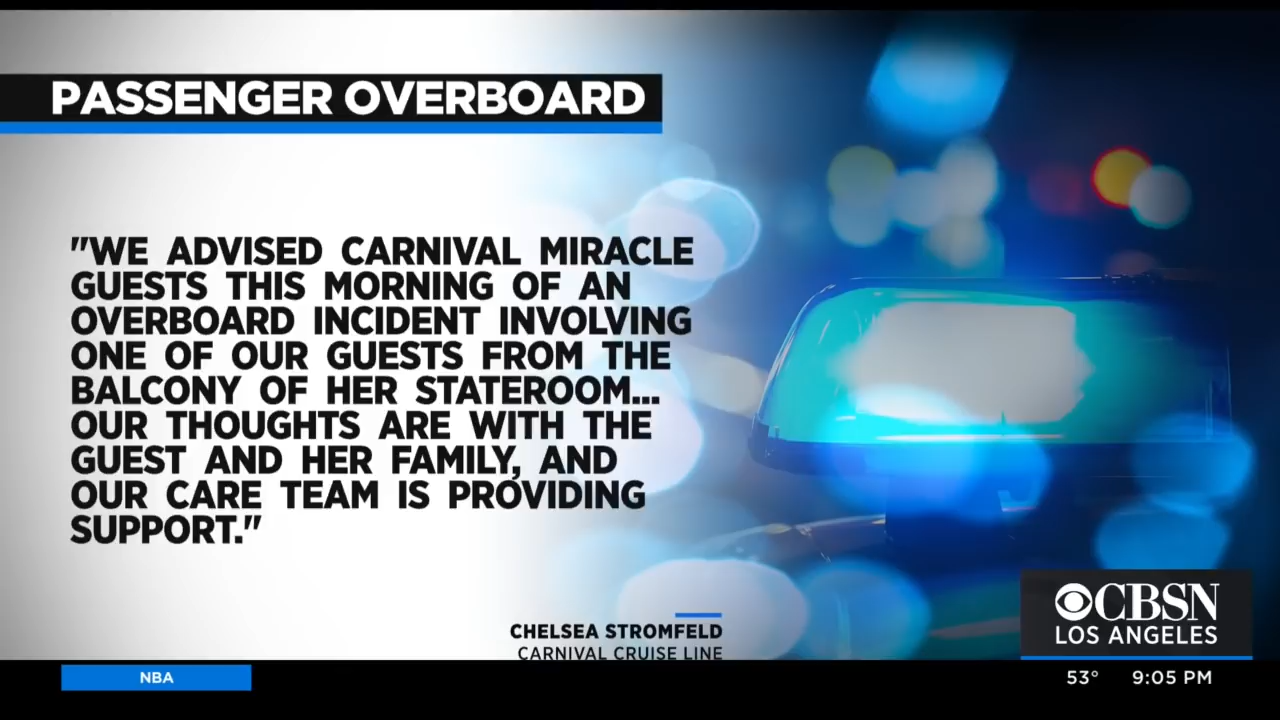 PASSENGER OVERBOARD
"WE ADVISED CARNIVAL MIRACLE
GUESTS THIS MORNING OF AN
OVERBOARD INCIDENT INVOLVING
ONE OF OUR GUESTS FROM THE
BALCONY OF HER STATEROOM...
OUR THOUGHTS ARE WITH THE
GUEST AND HER FAMILY, AND
OUR CARE TEAM IS PROVIDING
SUPPORT."
CHELSEA STROMFELD
CARNIVAL CRUISE LINE
CBSN
LOS ANGELES
NBA
53° 9:05 PM